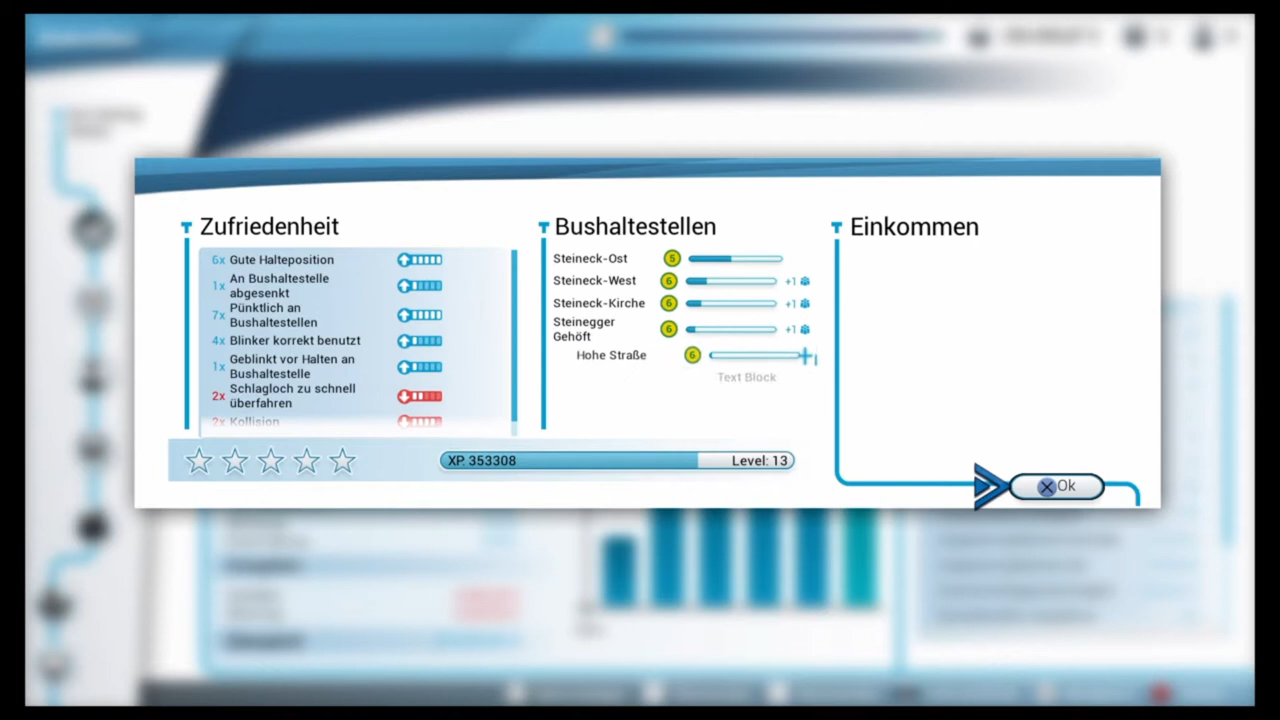 Zufriedenheit
6x Gute Halteposition
1x An Bushaltestelle
abgesenkt
7x Pünktlich an
Bushaltestellen
4x Blinker korrekt benutzt
1x Geblinkt vor Halten an
Bushaltestelle
2x Schlagloch zu schnell
überfahren
2x Kollision
Bushaltestellen
Steineck-Ost 5
Steineck-West 6 +1
Steineck-Kirche 6 +1
Steinegger
Gehöft 6 +1
Hohe Straße 6
Text Block
Einkommen
XP: 353308 Level: 13
Ok